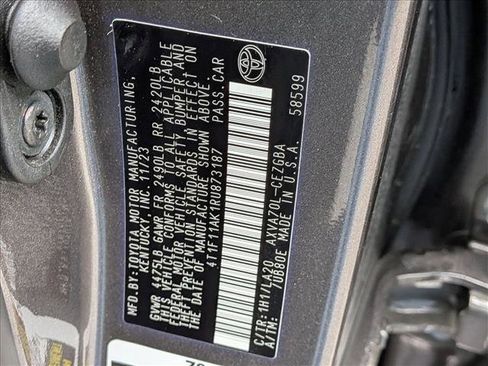 MFD.BY:TOYOTA MOTOR MANUFACTURING,
KENTUCKY, INC. 11/23
GVWR 4475LB GAWR FR 2490LB RR 2420LB
THIS VEHICLE CONFORMS TO ALL APPLICABLE
FEDERAL MOTOR VEHICLE SAFETY, BUMPER, AND
THEFT PREVENTION STANDARDS IN EFFECT ON
THE DATE OF MANUFACTURE SHOWN ABOVE.
4T1F11AK1RU873187 PASS.CAR
58599
C/TR:1H1/LA20 AXVA70L-CEZGBA
A/TM: -/UB80E MADE IN U.S.A.